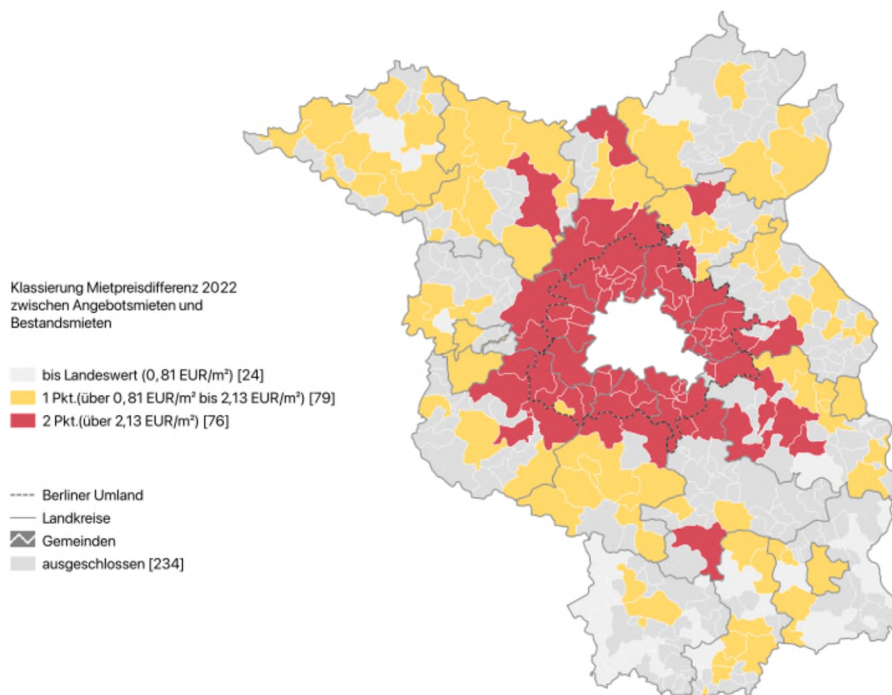 Klassierung Mietpreisdifferenz 2022
zwischen Angebotsmieten und
Bestandsmieten
bis Landeswert (0, 81 EUR/m²) [24]
1 Pkt.(über 0,81 EUR/m² bis 2,13 EUR/m²) [79]
2 Pkt.(über 2,13 EUR/m²) [76]
Berliner Umland
Landkreise
Gemeinden
ausgeschlossen [234]